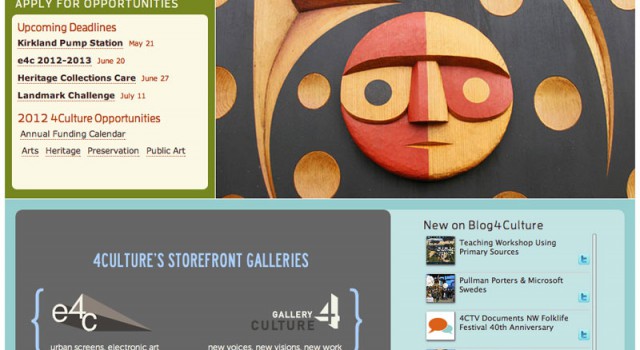 APPLY FOR OPPORTUNITIES
Upcoming Deadlines
Kirkland Pump Station May 21
e4c 2012-2013 June 20
Heritage Collections Care June 27
Landmark Challenge July 11
2012 4Culture Opportunities
Annual Funding Calendar
Arts Heritage Preservation Public Art
4CULTURE'S STOREFRONT GALLERIES
e4c
GALLERY 4
CULTURE
urban screens, electronic art
new voices, new visions, new work
New on Blog4Culture
Teaching Workshop Using
Primary Sources
Pullman Porters & Microsoft
Swedes
4CTV Documents NW Folklife
Festival 40th Anniversary